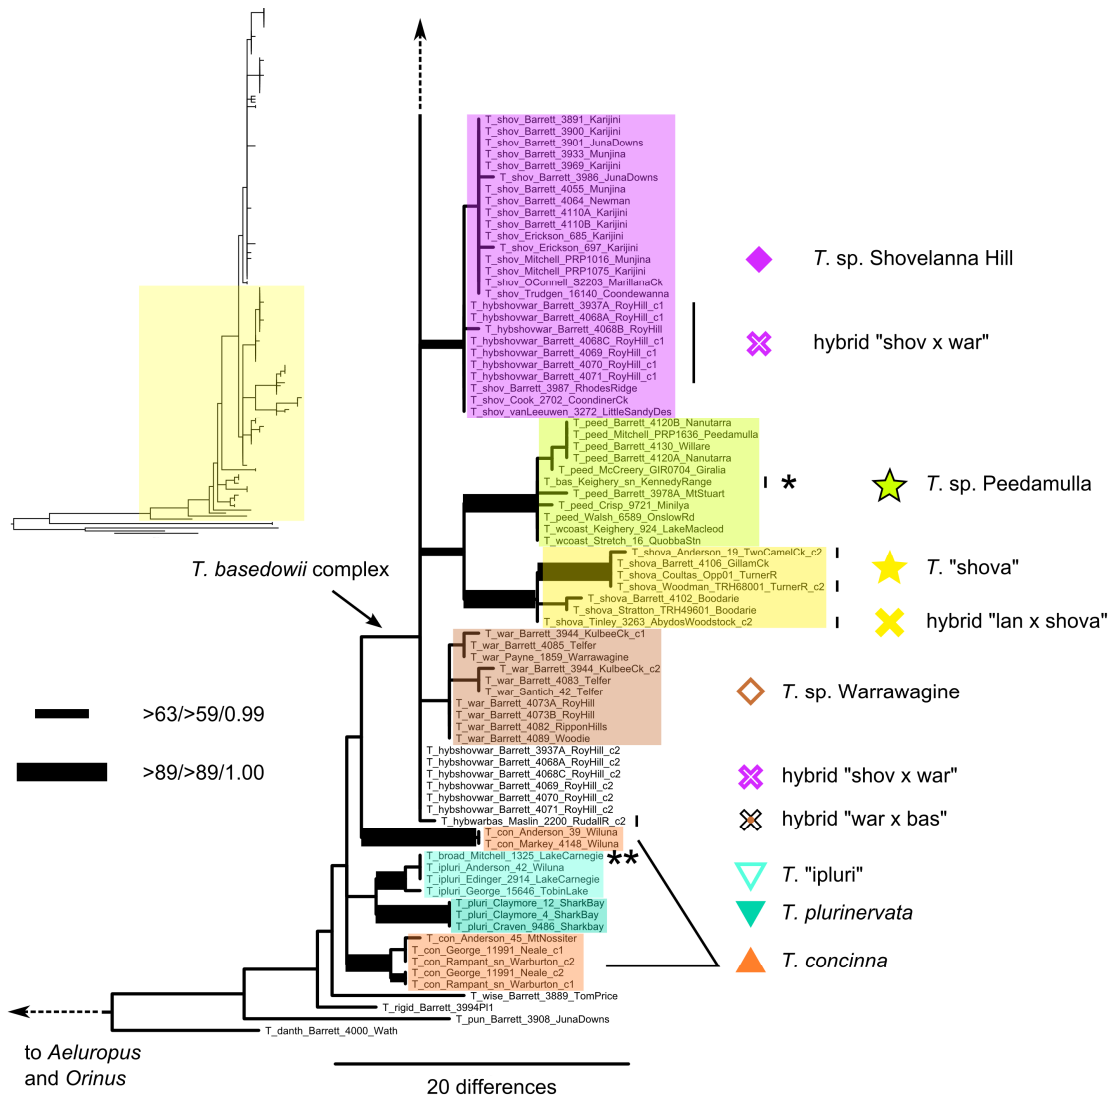 T_shov_Barrett_3891_Karijini
T_shov_Barrett_3900_Karijini
T_shov_Barrett_3901_JunaDowns
T_shov_Barrett_3933_Munjina
T_shov_Barrett_3969_Karijini
T_shov_Barrett_3986_JunaDowns
T_shov_Barrett_4055_Munjina
T_shov_Barrett_4064_Newman
T_shov_Barrett_4110A_Karijini
T_shov_Barrett_4110B_Karijini
T_shov_Erickson_685_Karijini
T_shov_Erickson_697_Karijini
T_shov_Mitchell_PRP1016_Munjina
T_shov_Mitchell_PRP1075_Karijini
T_shov_OConnell_S2203_MarillanaCk
T_shov_Trudgen_16140_Coondewanna
T. sp. Shovelanna Hill
T_hybshovwar_Barrett_3937A_RoyHill_c1
T_hybshovwar_Barrett_4068A_RoyHill_c1
T_hybshovwar_Barrett_4068B_RoyHill
T_hybshovwar_Barrett_4068C_RoyHill_c1
T_hybshovwar_Barrett_4069_RoyHill_c1
T_hybshovwar_Barrett_4070_RoyHill_c1
T_hybshovwar_Barrett_4071_RoyHill_c1
hybrid "shov x war"
T_shov_Barrett_3987_RhodesRidge
T_shov_Cook_2702_CoondinerCk
T_shov_vanLeeuwen_3272_LittleSandyDes
T_peed_Barrett_4120B_Nanutarra
T_peed_Mitchell_PRP1636_Peedamulla
T_peed_Barrett_4130_Willare
T_peed_Barrett_4120A_Nanutarra
T_peed_McCreery_GIR0704_Giralia
T_bas_Keighery_sn_KennedyRange
*
T_peed_Barrett_3978A_MtStuart
T_peed_Crisp_9721_Minilya
T_peed_Walsh_6589_OnslowRd
T_wcoast_Keighery_924_LakeMacleod
T_wcoast_Stretch_16_QuobbaStn
T. sp. Peedamulla
T_shova_Anderson_19_TwoCamelCk_c2
T_shova_Barrett_4106_GillamCk
T_shova_Coultas_Opp01_TurnerR
T_shova_Woodman_TRH68001_TurnerR_c2
T_shova_Barrett_4102_Boodarie
T_shova_Stratton_TRH49601_Boodarie
T_shova_Tinley_3263_AbydosWoodstock_c2
T. "shova"
hybrid "lan x shova"
T. basedowii complex
T_war_Barrett_3944_KulbeeCk_c1
T_war_Barrett_4085_Telfer
T_war_Payne_1859_Warrawagine
T_war_Barrett_3944_KulbeeCk_c2
T_war_Barrett_4083_Telfer
T_war_Gantich_42_Telfer
T_war_Barrett_4073A_RoyHill
T_war_Barrett_4073B_RoyHill
T_war_Barrett_4082_RipponHills
T_war_Barrett_4089_Woodie
T. sp. Warrawagine
>63/>59/0.99
>89/>89/1.00
T_hybshovwar_Barrett_3937A_RoyHill_c2
T_hybshovwar_Barrett_4068A_RoyHill_c2
T_hybshovwar_Barrett_4068C_RoyHill_c2
T_hybshovwar_Barrett_4069_RoyHill_c2
T_hybshovwar_Barrett_4070_RoyHill_c2
T_hybshovwar_Barrett_4071_RoyHill_c2
hybrid "shov x war"
T_hybwarbas_Maslin_2200_RudallR_c2
hybrid "war x bas"
T_con_Anderson_39_Wiluna
T_con_Markey_4148_Wiluna
T_broad_Mitchell_1325_LakeCarnegie
**
T_ipluri_Anderson_42_Wiluna
T_ipluri_Edinger_2914_LakeCarnegie
T_ipluri_George_15646_TobinLake
T. "ipluri"
T_pluri_Claymore_12_SharkBay
T_pluri_Claymore_4_SharkBay
T_pluri_Craven_9486_Sharkbay
T. plurinervata
T_con_Anderson_45_MtNossiter
T_con_George_11991_Neale_c1
T_con_Rampant_sn_Warburton_c2
T_con_George_11991_Neale_c2
T_con_Rampant_sn_Warburton_c1
T. concinna
T_wise_Barrett_3889_TomPrice
T_rigid_Barrett_3994Pl1
T_pun_Barrett_3908_JunaDowns
T_danth_Barrett_4000_Wath
to Aeluropus
and Orinus
20 differences